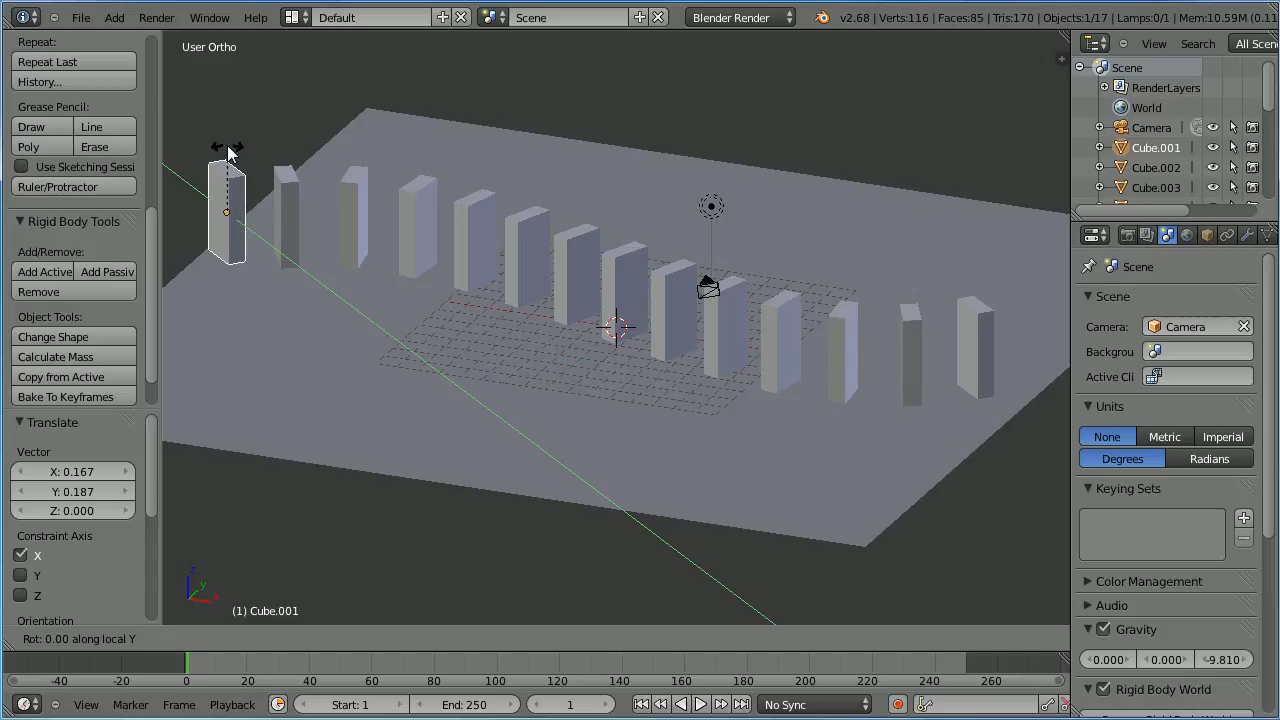 File Add Render Window Help Default Scene Blender Render v2.68 | Verts:116 | Faces:85 | Tris:170 | Objects:1/17 | Lamps:0/1 | Mem:10.59M (0.11
Repeat:
Repeat Last
History...
Grease Pencil:
Draw Line
Poly Erase
Use Sketching Sessi
Ruler/Protractor
Rigid Body Tools
Add/Remove:
Add Active Add Passiv
Remove
Object Tools:
Change Shape
Calculate Mass
Copy from Active
Bake To Keyframes
Translate
Vector
X: 0.167
Y: 0.187
Z: 0.000
Constraint Axis
X
Y
Z
Orientation
User Ortho
z
y
x
(1) Cube.001
Rot: 0.00 along local Y
View Search All Scen
Scene
RenderLayers
World
Camera
Cube.001
Cube.002
Cube.003
Scene
Scene
Camera: Camera
Backgrou
Active Cli
Units
None Metric Imperial
Degrees Radians
Keying Sets
Color Management
Audio
Gravity
0.000 0.000 -9.810
Rigid Body World
-40 -20 0 20 40 60 80 100 120 140 160 180 200 220 240 260
View Marker Frame Playback Start: 1 End: 250 1 No Sync